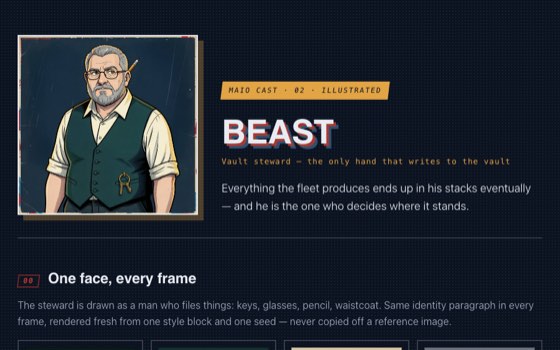 MAIO CAST · 02 · ILLUSTRATED
BEAST
Vault steward — the only hand that writes to the vault
Everything the fleet produces ends up in his stacks eventually
— and he is the one who decides where it stands.
00 One face, every frame
The steward is drawn as a man who files things: keys, glasses, pencil, waistcoat. Same identity paragraph in every
frame, rendered fresh from one style block and one seed — never copied off a reference image.